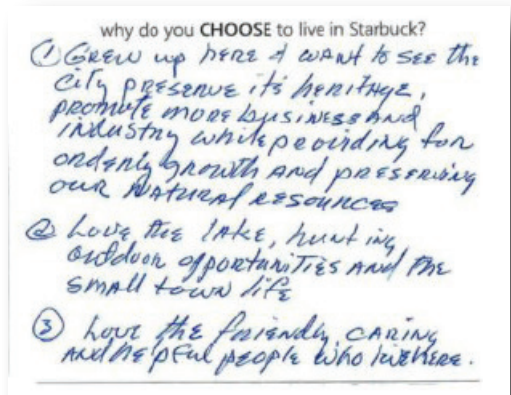 why do you CHOOSE to live in Starbuck?
① Grew up here & want to see the
city preserve its heritage,
promote more business and
industry while providing for
orderly growth and preserving
our natural resources
② Love the lake, hunting,
outdoor opportunities and the
small town life
③ Love the friendly, caring
and helpful people who live here.